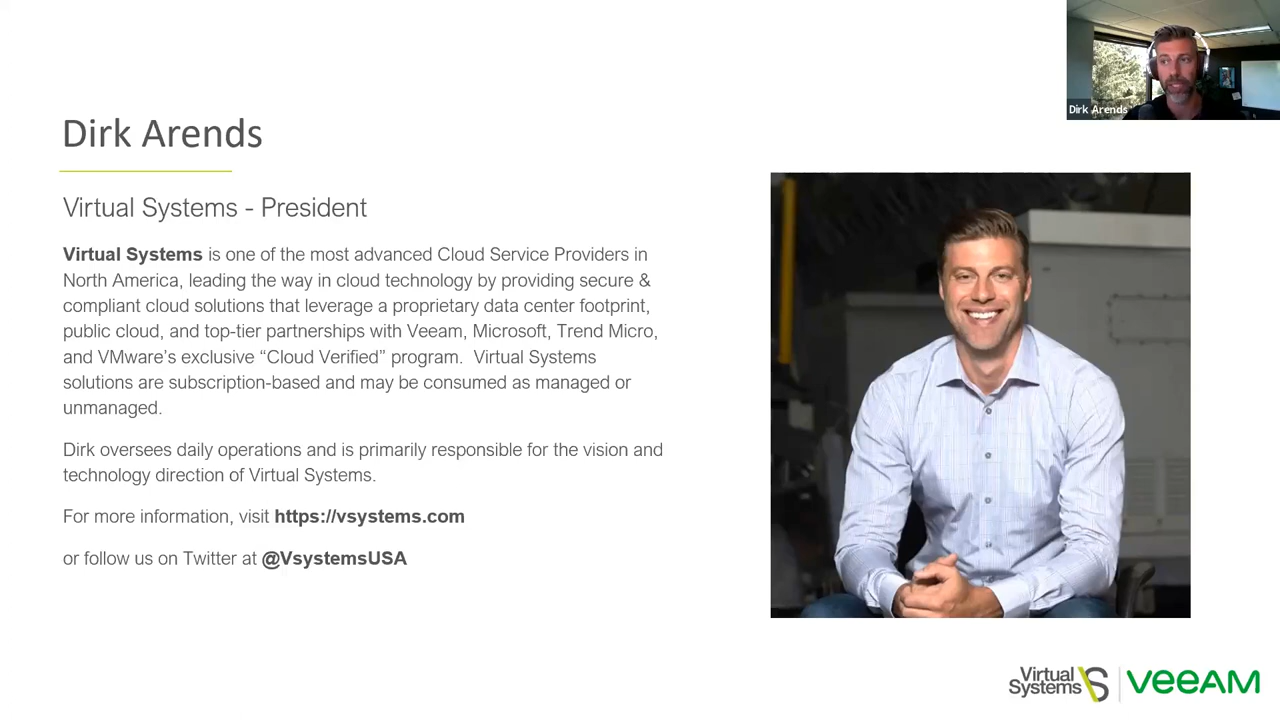 Dirk Arends
Dirk Arends
Virtual Systems - President
Virtual Systems is one of the most advanced Cloud Service Providers in
North America, leading the way in cloud technology by providing secure &
compliant cloud solutions that leverage a proprietary data center footprint,
public cloud, and top-tier partnerships with Veeam, Microsoft, Trend Micro,
and VMware’s exclusive “Cloud Verified” program.  Virtual Systems
solutions are subscription-based and may be consumed as managed or
unmanaged.
Dirk oversees daily operations and is primarily responsible for the vision and
technology direction of Virtual Systems.
For more information, visit https://vsystems.com
or follow us on Twitter at @VsystemsUSA
Virtual
Systems
VEEAM